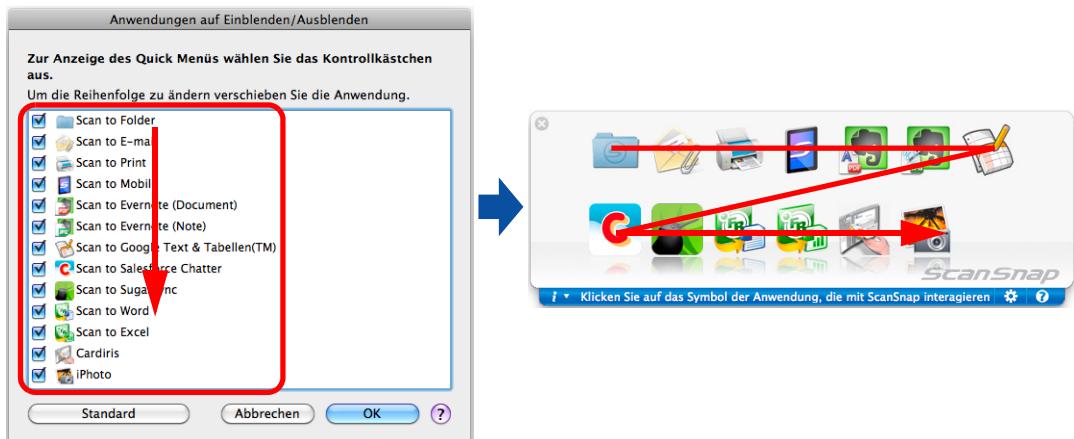 Anwendungen auf Einblenden/Ausblenden
Zur Anzeige des Quick Menüs wählen Sie das Kontrollkästchen
aus.
Um die Reihenfolge zu ändern verschieben Sie die Anwendung.
Scan to Folder
Scan to E-mail
Scan to Print
Scan to Mobile
Scan to Evernote (Document)
Scan to Evernote (Note)
Scan to Google Text & Tabellen(TM)
Scan to Salesforce Chatter
Scan to SugarSync
Scan to Word
Scan to Excel
Cardiris
iPhoto
Standard
Abbrechen
OK
?
A
PDF
ScanSnap
i
Klicken Sie auf das Symbol der Anwendung, die mit ScanSnap interagieren
?